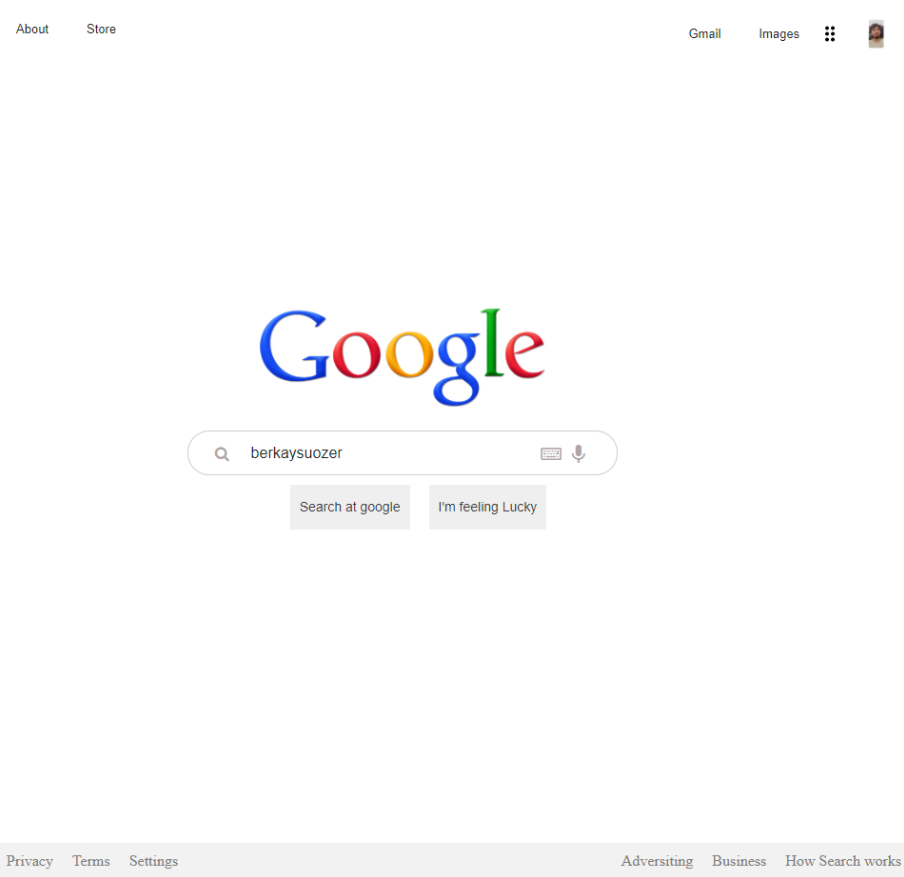 About Store Gmail Images
Google
berkaysuozer
Search at google I'm feeling Lucky
Privacy Terms Settings Adversiting Business How Search works